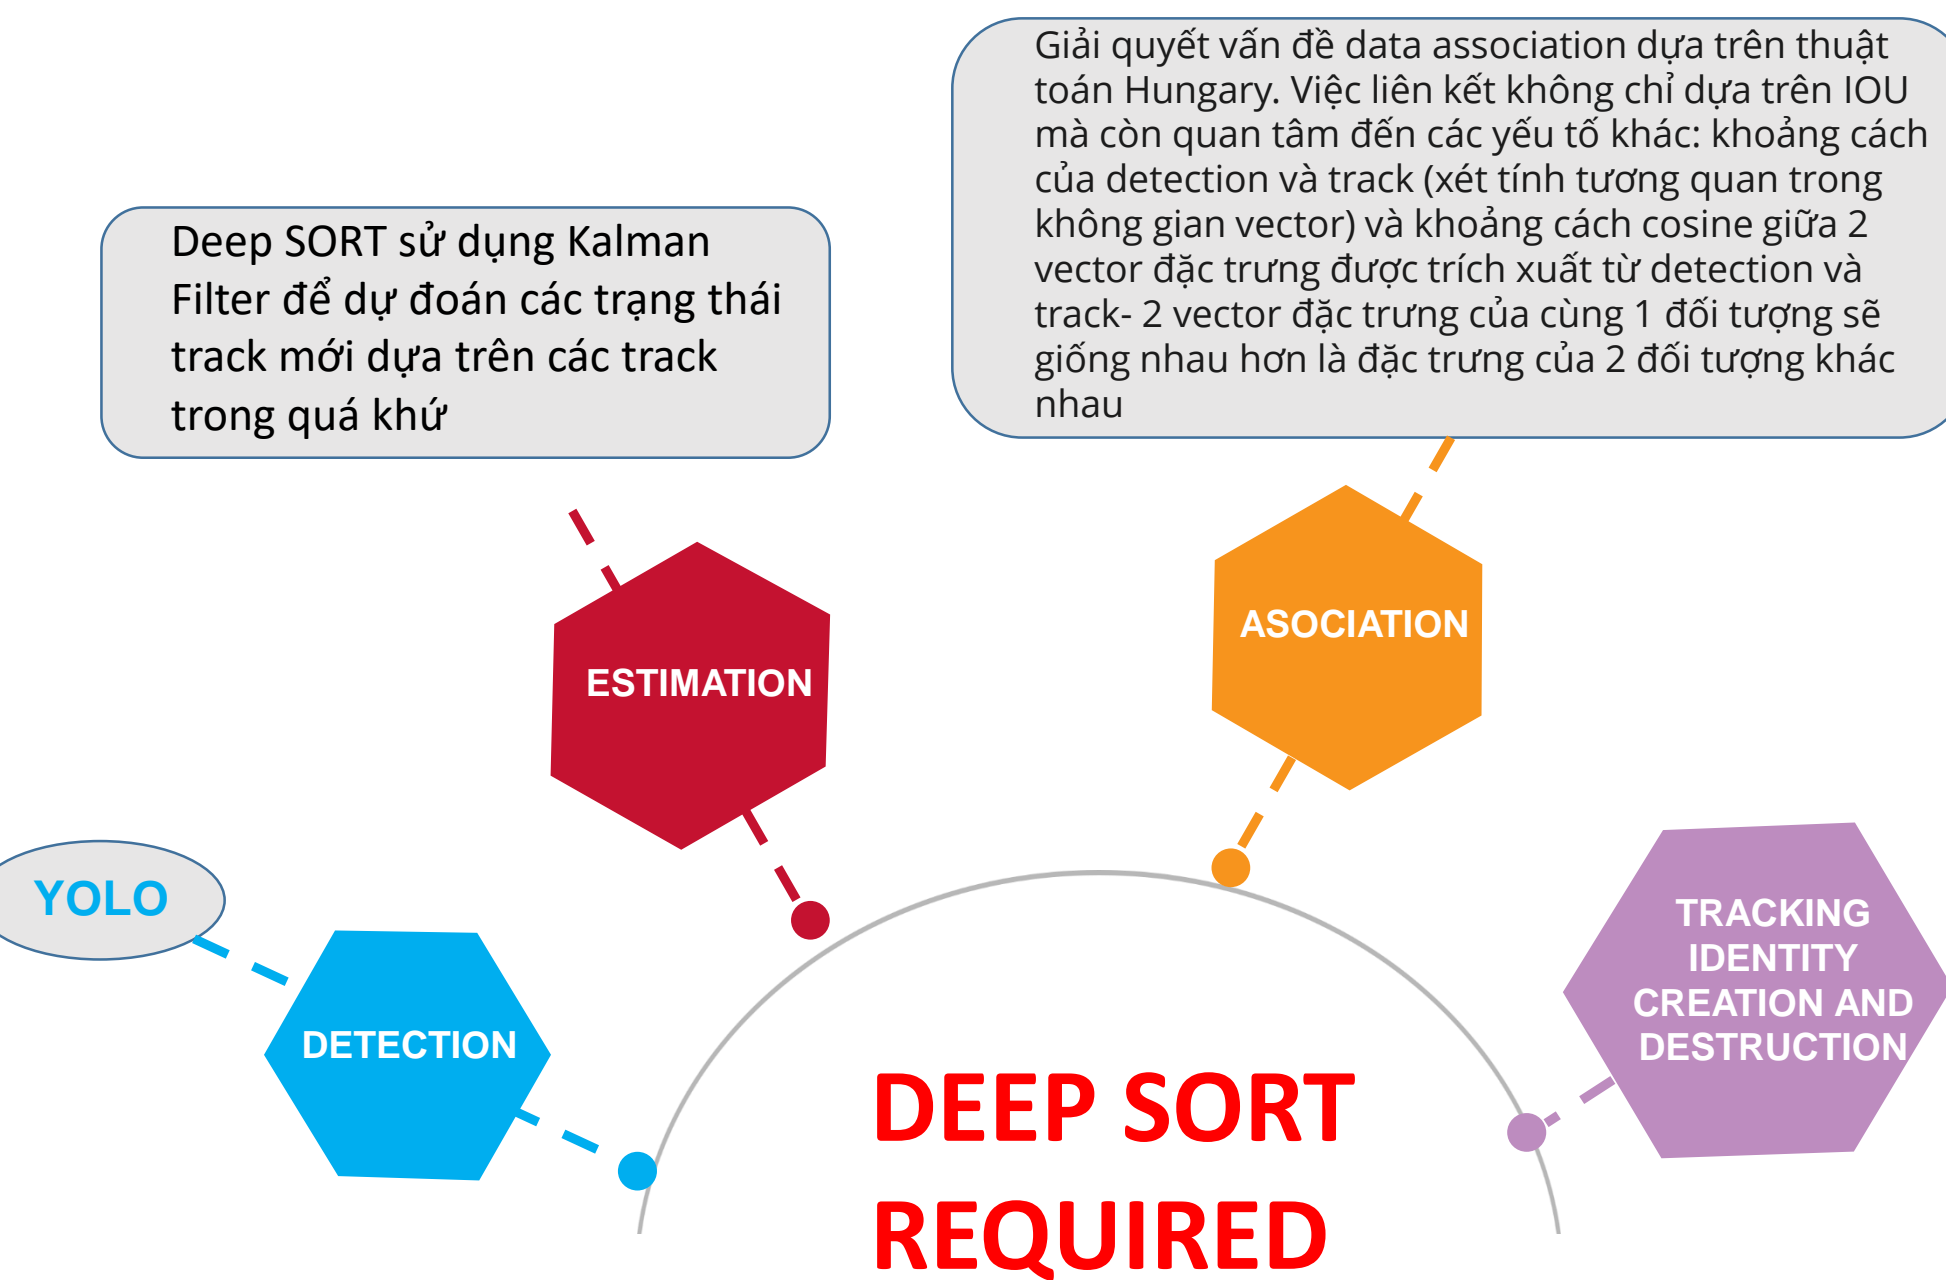 Giải quyết vấn đề data association dựa trên thuật
toán Hungary. Việc liên kết không chỉ dựa trên IOU
mà còn quan tâm đến các yếu tố khác: khoảng cách
của detection và track (xét tính tương quan trong
không gian vector) và khoảng cách cosine giữa 2
vector đặc trưng được trích xuất từ detection và
track- 2 vector đặc trưng của cùng 1 đối tượng sẽ
giống nhau hơn là đặc trưng của 2 đối tượng khác
nhau
Deep SORT sử dụng Kalman
Filter để dự đoán các trạng thái
track mới dựa trên các track
trong quá khứ
ASOCIATION
ESTIMATION
YOLO
DETECTION
TRACKING
IDENTITY
CREATION AND
DESTRUCTION
DEEP SORT
REQUIRED